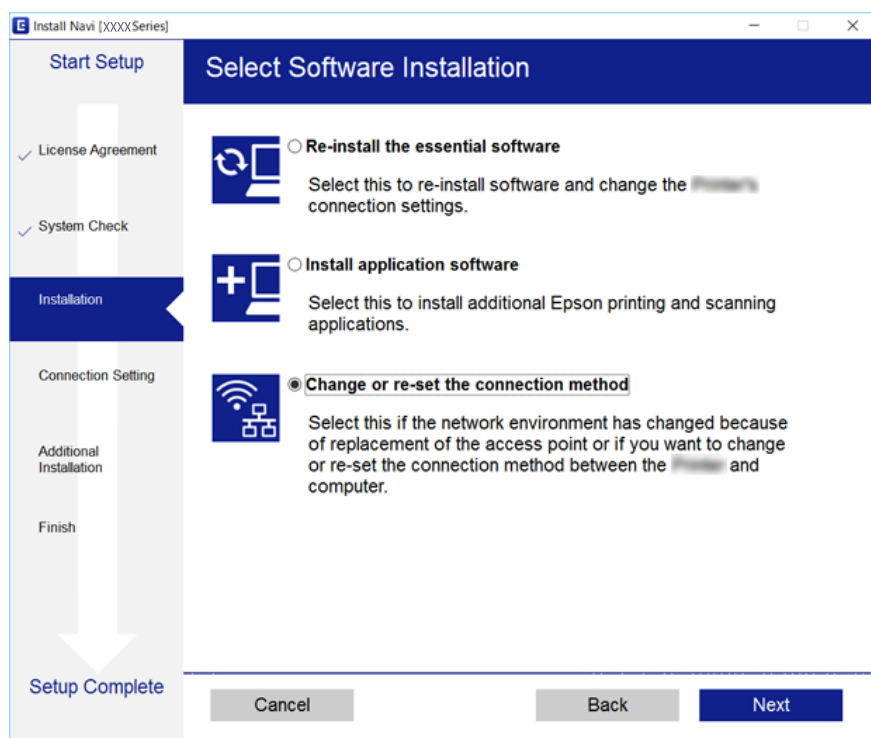 Install Navi [XXXX Series]
Start Setup
License Agreement
System Check
Installation
Connection Setting
Additional
Installation
Finish
Setup Complete
Select Software Installation
Re-install the essential software
Select this to re-install software and change the
connection settings.
Install application software
Select this to install additional Epson printing and scanning
applications.
Change or re-set the connection method
Select this if the network environment has changed because
of replacement of the access point or if you want to change
or re-set the connection method between the and
computer.
Cancel
Back
Next